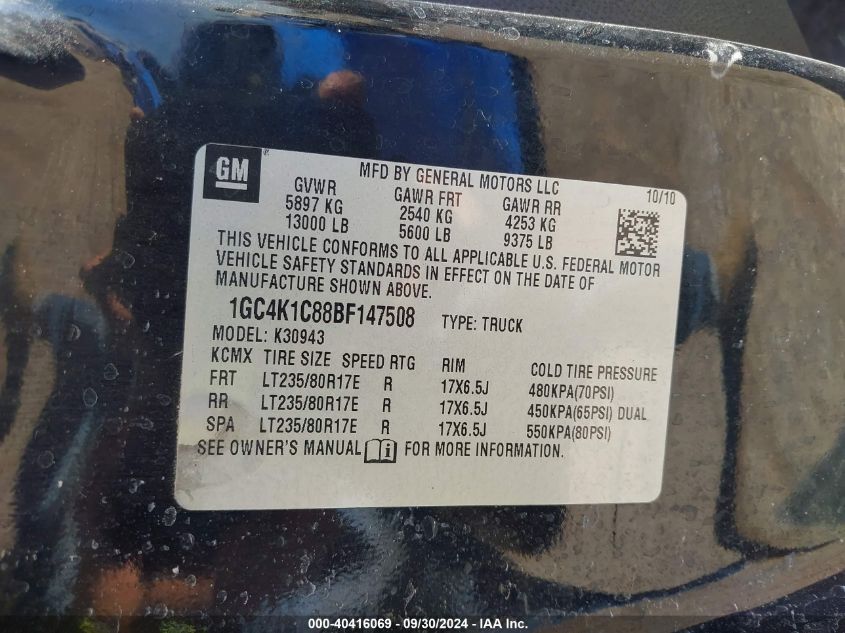 GM
MFD BY GENERAL MOTORS LLC
10/10
GVWR GAWR FRT GAWR RR
5897 KG 2540 KG 4253 KG
13000 LB 5600 LB 9375 LB
THIS VEHICLE CONFORMS TO ALL APPLICABLE U.S. FEDERAL MOTOR
VEHICLE SAFETY STANDARDS IN EFFECT ON THE DATE OF
MANUFACTURE SHOWN ABOVE.
1GC4K1C88BF147508 TYPE: TRUCK
MODEL: K30943
KCMX TIRE SIZE SPEED RTG RIM COLD TIRE PRESSURE
FRT LT235/80R17E R 17X6.5J 480KPA(70PSI)
RR LT235/80R17E R 17X6.5J 450KPA(65PSI) DUAL
SPA LT235/80R17E R 17X6.5J 550KPA(80PSI)
SEE OWNER'S MANUAL i FOR MORE INFORMATION.
000-40416069 - 09/30/2024 - IAA Inc.